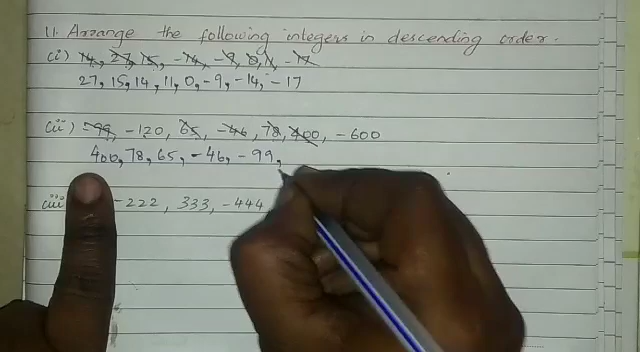 11. Arrange the following integers in descending order.
(i) 14, 27, 15, -14, -9, 0, 11, -17
27, 15, 14, 11, 0, -9, -14, -17
(ii) -99, -120, 65, -46, 78, 400, -600
400, 78, 65, -46, -99,
(iii) -222, 333, -444